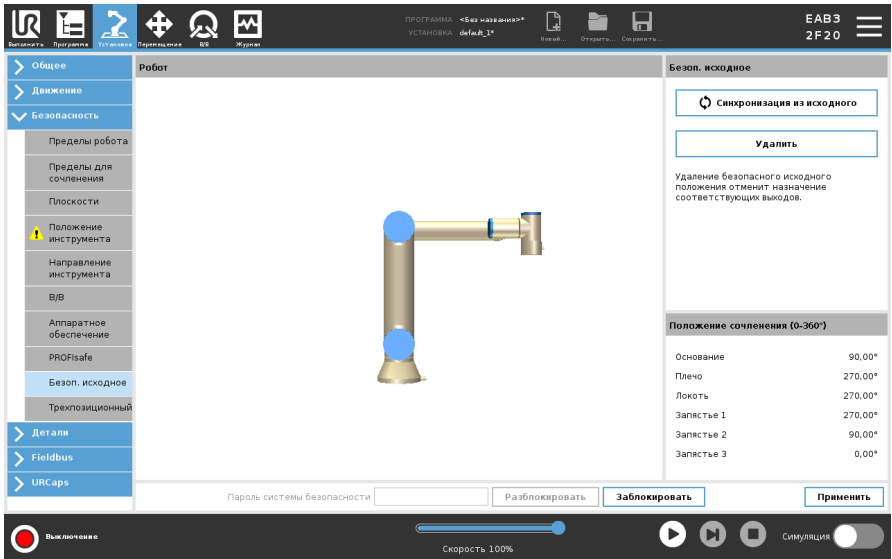 UR
Выполнить
Программа
Установка
Перемещение
В/В
Журнал
ПРОГРАММА <Без названия>*
УСТАНОВКА default_1*
Новый...
Открыть...
Сохранить...
EAB3
2F20
Общее
Движение
Безопасность
Пределы робота
Пределы для
сочленения
Плоскости
Положение
инструмента
Направление
инструмента
В/В
Аппаратное
обеспечение
PROFIsafe
Безоп. исходное
Трехпозиционный
Детали
Fieldbus
URCaps
Робот
Безоп. исходное
Синхронизация из исходного
Удалить
Удаление безопасного исходного
положения отменит назначение
соответствующих выходов.
Положение сочленения (0-360°)
Основание 90,00°
Плечо 270,00°
Локоть 270,00°
Запястье 1 270,00°
Запястье 2 90,00°
Запястье 3 0,00°
Пароль системы безопасности
Разблокировать
Заблокировать
Применить
Выключение
Скорость 100%
Симуляция